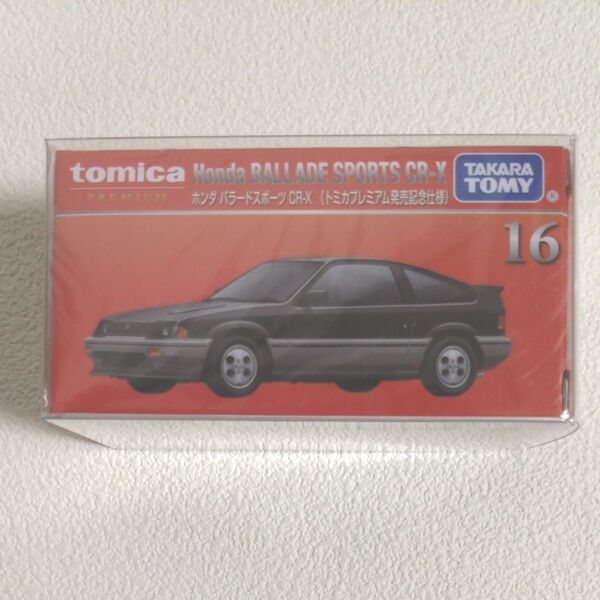 tomica Honda BALLADE SPORTS CR-X
PREMIUM ホンダ バラードスポーツ CR-X （トミカプレミアム発売記念仕様）
TAKARA
TOMY
®
16